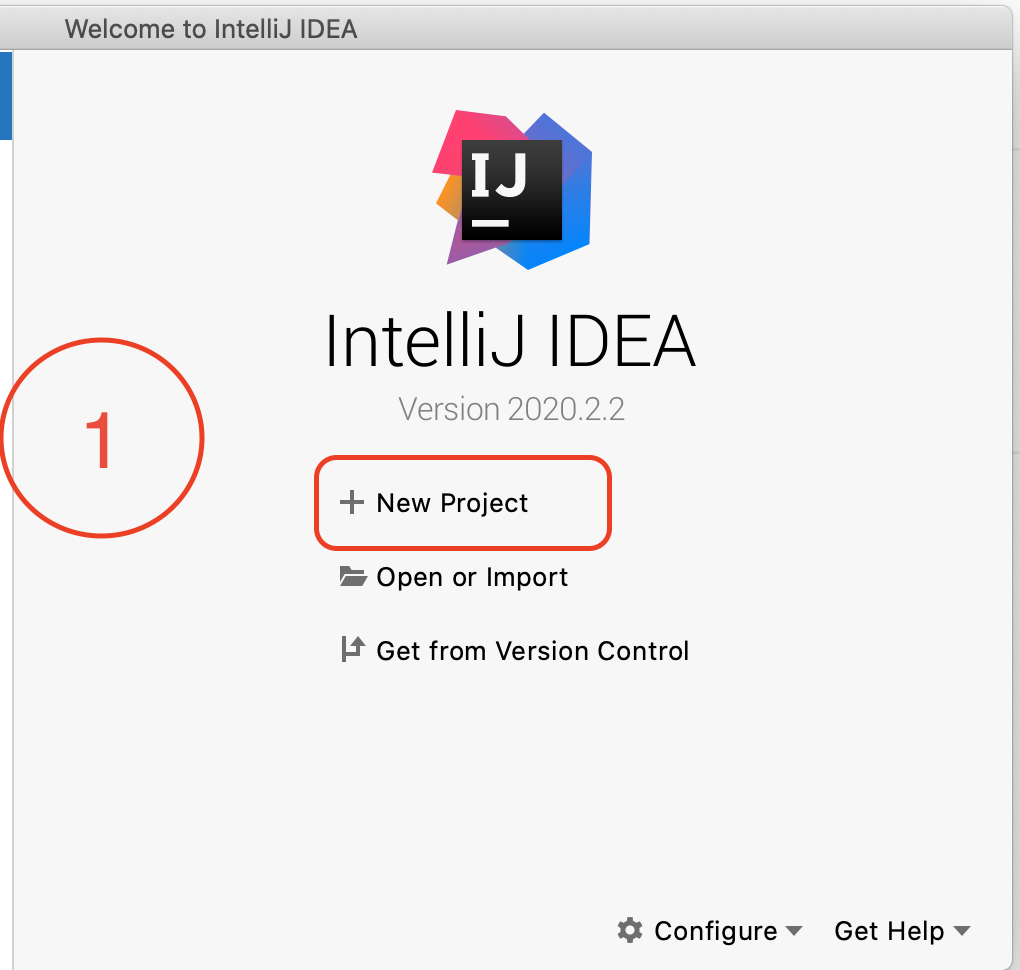 Welcome to IntelliJ IDEA
IJ
IntelliJ IDEA
Version 2020.2.2
1
New Project
Open or Import
Get from Version Control
Configure Get Help